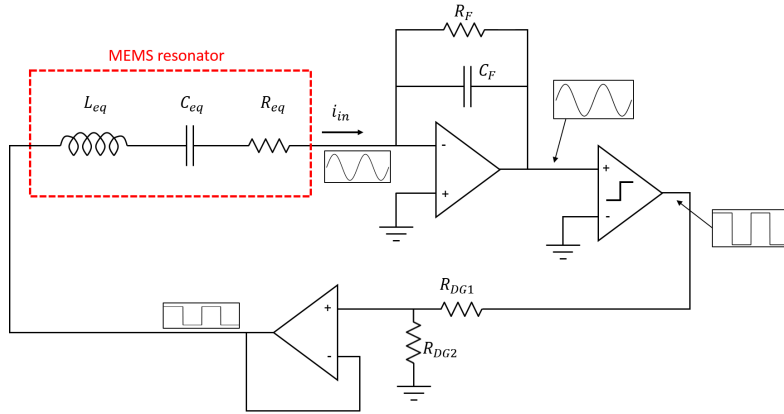 R_F
MEMS resonator
C_F
L_eq
C_eq
R_eq
i_in
-
+
+
-
R_DG1
+
R_DG2
-